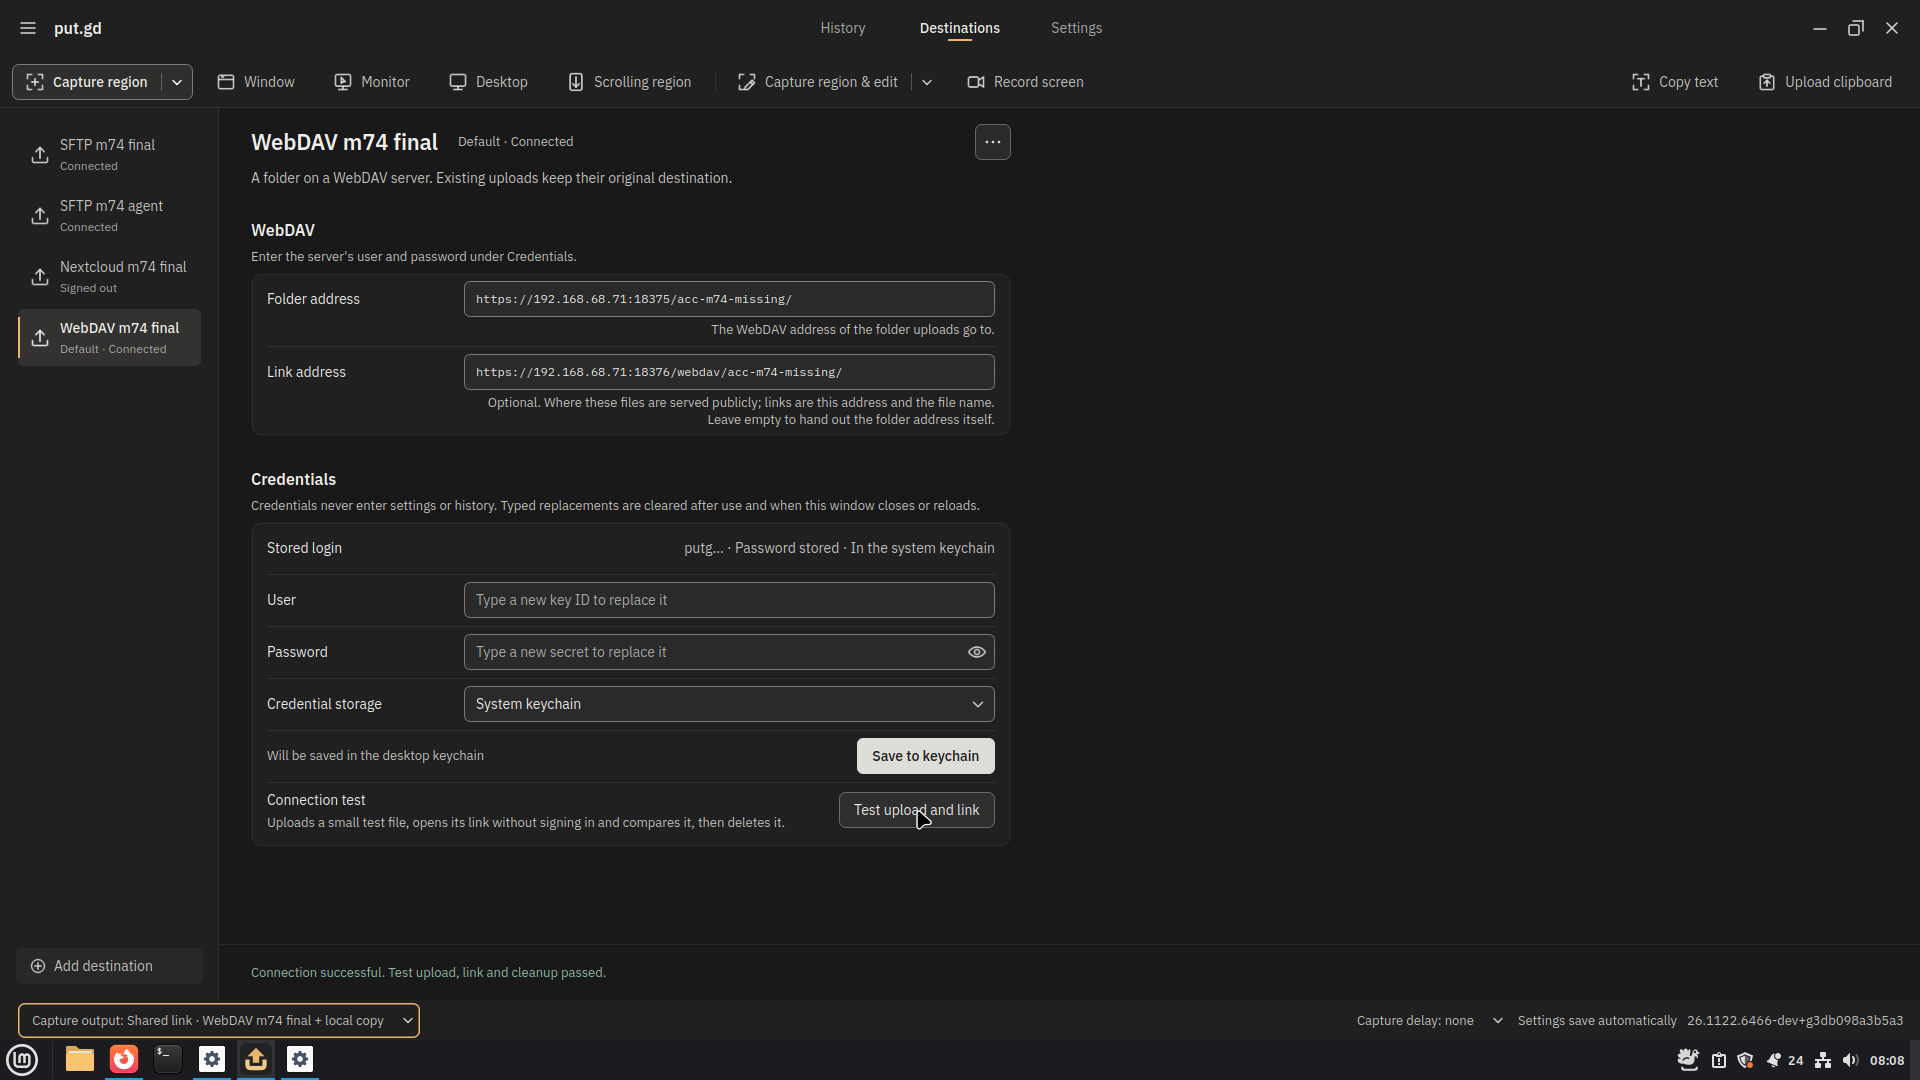 put.gd
History
Destinations
Settings
Capture region
Window
Monitor
Desktop
Scrolling region
Capture region & edit
Record screen
Copy text
Upload clipboard
SFTP m74 final
Connected
SFTP m74 agent
Connected
Nextcloud m74 final
Signed out
WebDAV m74 final
Default · Connected
Add destination
WebDAV m74 final
Default · Connected
A folder on a WebDAV server. Existing uploads keep their original destination.
WebDAV
Enter the server's user and password under Credentials.
Folder address
https://192.168.68.71:18375/acc-m74-missing/
The WebDAV address of the folder uploads go to.
Link address
https://192.168.68.71:18376/webdav/acc-m74-missing/
Optional. Where these files are served publicly; links are this address and the file name.
Leave empty to hand out the folder address itself.
Credentials
Credentials never enter settings or history. Typed replacements are cleared after use and when this window closes or reloads.
Stored login
putg... · Password stored · In the system keychain
User
Type a new key ID to replace it
Password
Type a new secret to replace it
Credential storage
System keychain
Will be saved in the desktop keychain
Save to keychain
Connection test
Uploads a small test file, opens its link without signing in and compares it, then deletes it.
Test upload and link
Connection successful. Test upload, link and cleanup passed.
Capture output: Shared link · WebDAV m74 final + local copy
Capture delay: none
Settings save automatically
26.1122.6466-dev+g3db098a3b5a3
24
08:08